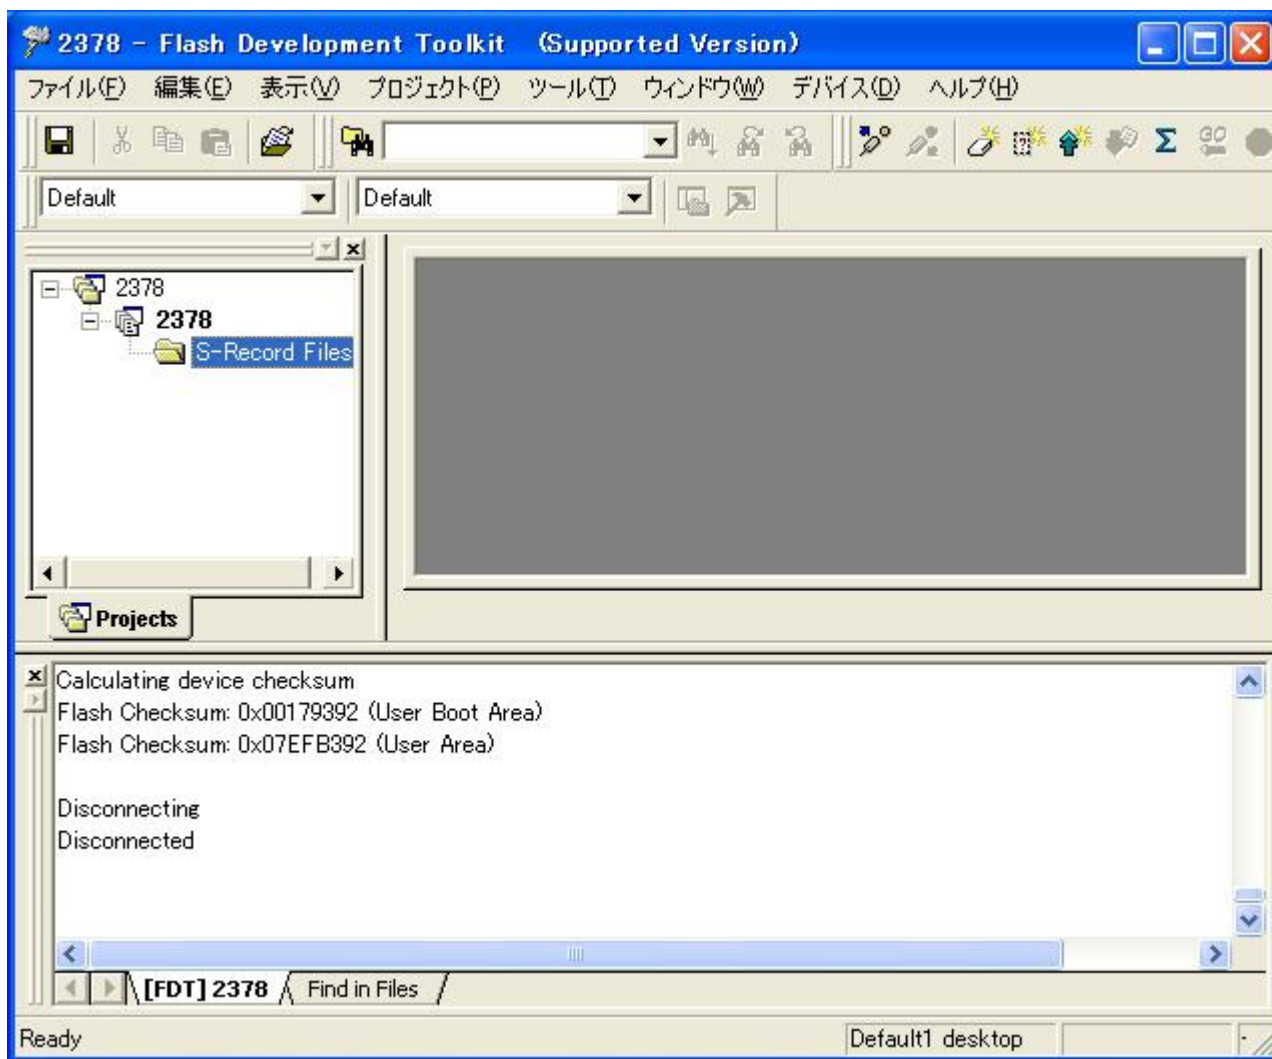 2378 - Flash Development Toolkit (Supported Version)
ファイル(F) 編集(E) 表示(V) プロジェクト(P) ツール(T) ウィンドウ(W) デバイス(D) ヘルプ(H)
GO
Default Default
2378
2378
S-Record Files
Projects
Calculating device checksum
Flash Checksum: 0x00179392 (User Boot Area)
Flash Checksum: 0x07EFB392 (User Area)
Disconnecting
Disconnected
[FDT] 2378 Find in Files
Ready Default1 desktop